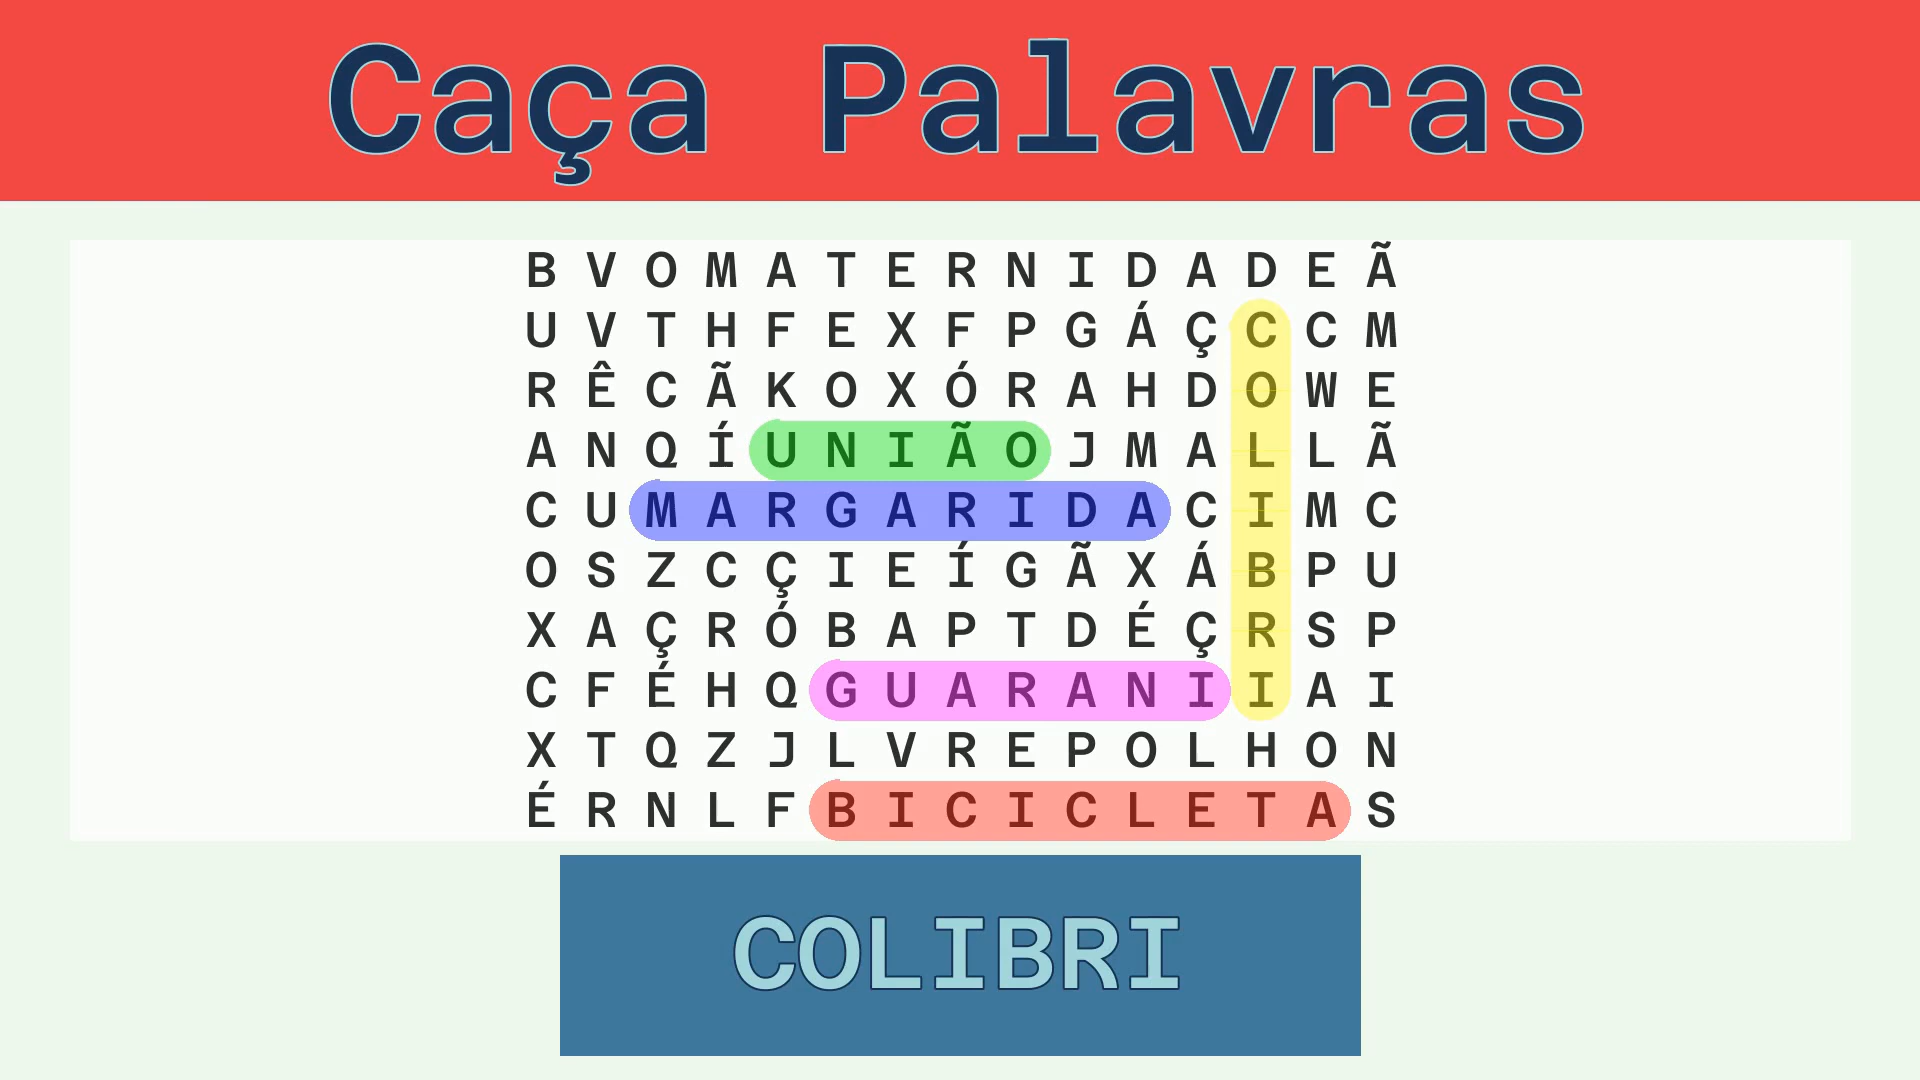 Caça Palavras
B V O M A T E R N I D A D E Ã
U V T H F E X F P G Á Ç C C M
R Ê C Ã K O X Ó R A H D O W E
A N Q Í U N I Ã O J M A L L Ã
C U M A R G A R I D A C I M C
O S Z C Ç I E Í G Ã X Á B P U
X A Ç R Ó B A P T D É Ç R S P
C F É H Q G U A R A N I I A I
X T Q Z J L V R E P O L H O N
É R N L F B I C I C L E T A S
COLIBRI